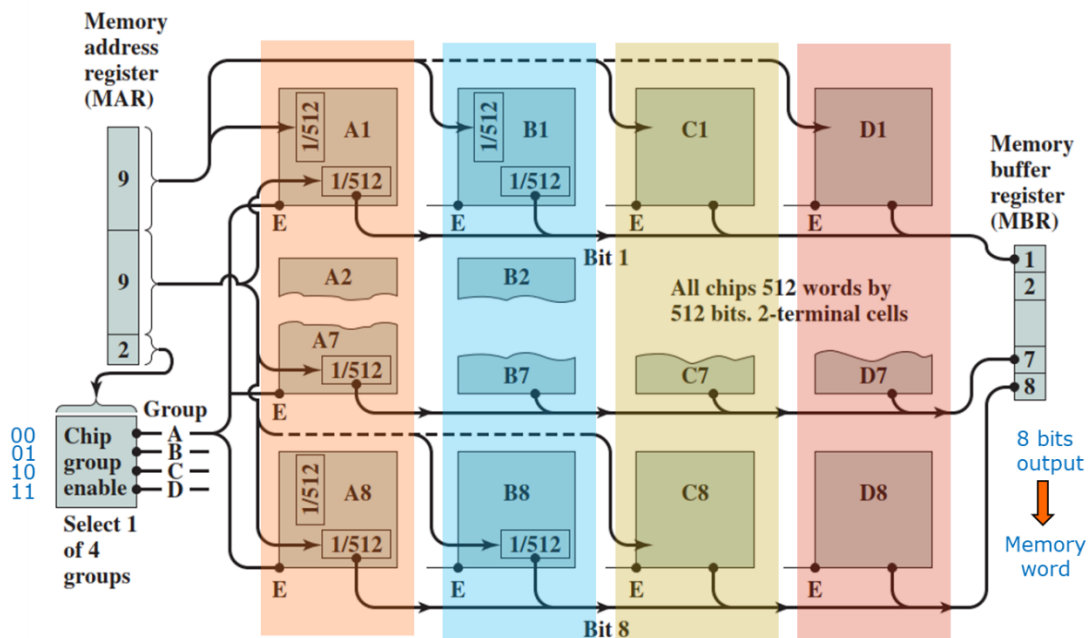 Memory
address
register
(MAR)
9
9
2
Group
00
01
10
11
Chip
group
enable
A
B
C
D
Select 1
of 4
groups
1/512
A1
1/512
E
1/512
B1
1/512
E
C1
E
D1
E
Bit 1
A2
B2
All chips 512 words by
512 bits. 2-terminal cells
A7
1/512
E
B7
C7
D7
1/512
A8
1/512
E
B8
1/512
E
C8
E
D8
E
Bit 8
Memory
buffer
register
(MBR)
1
2
7
8
8 bits
output
Memory
word